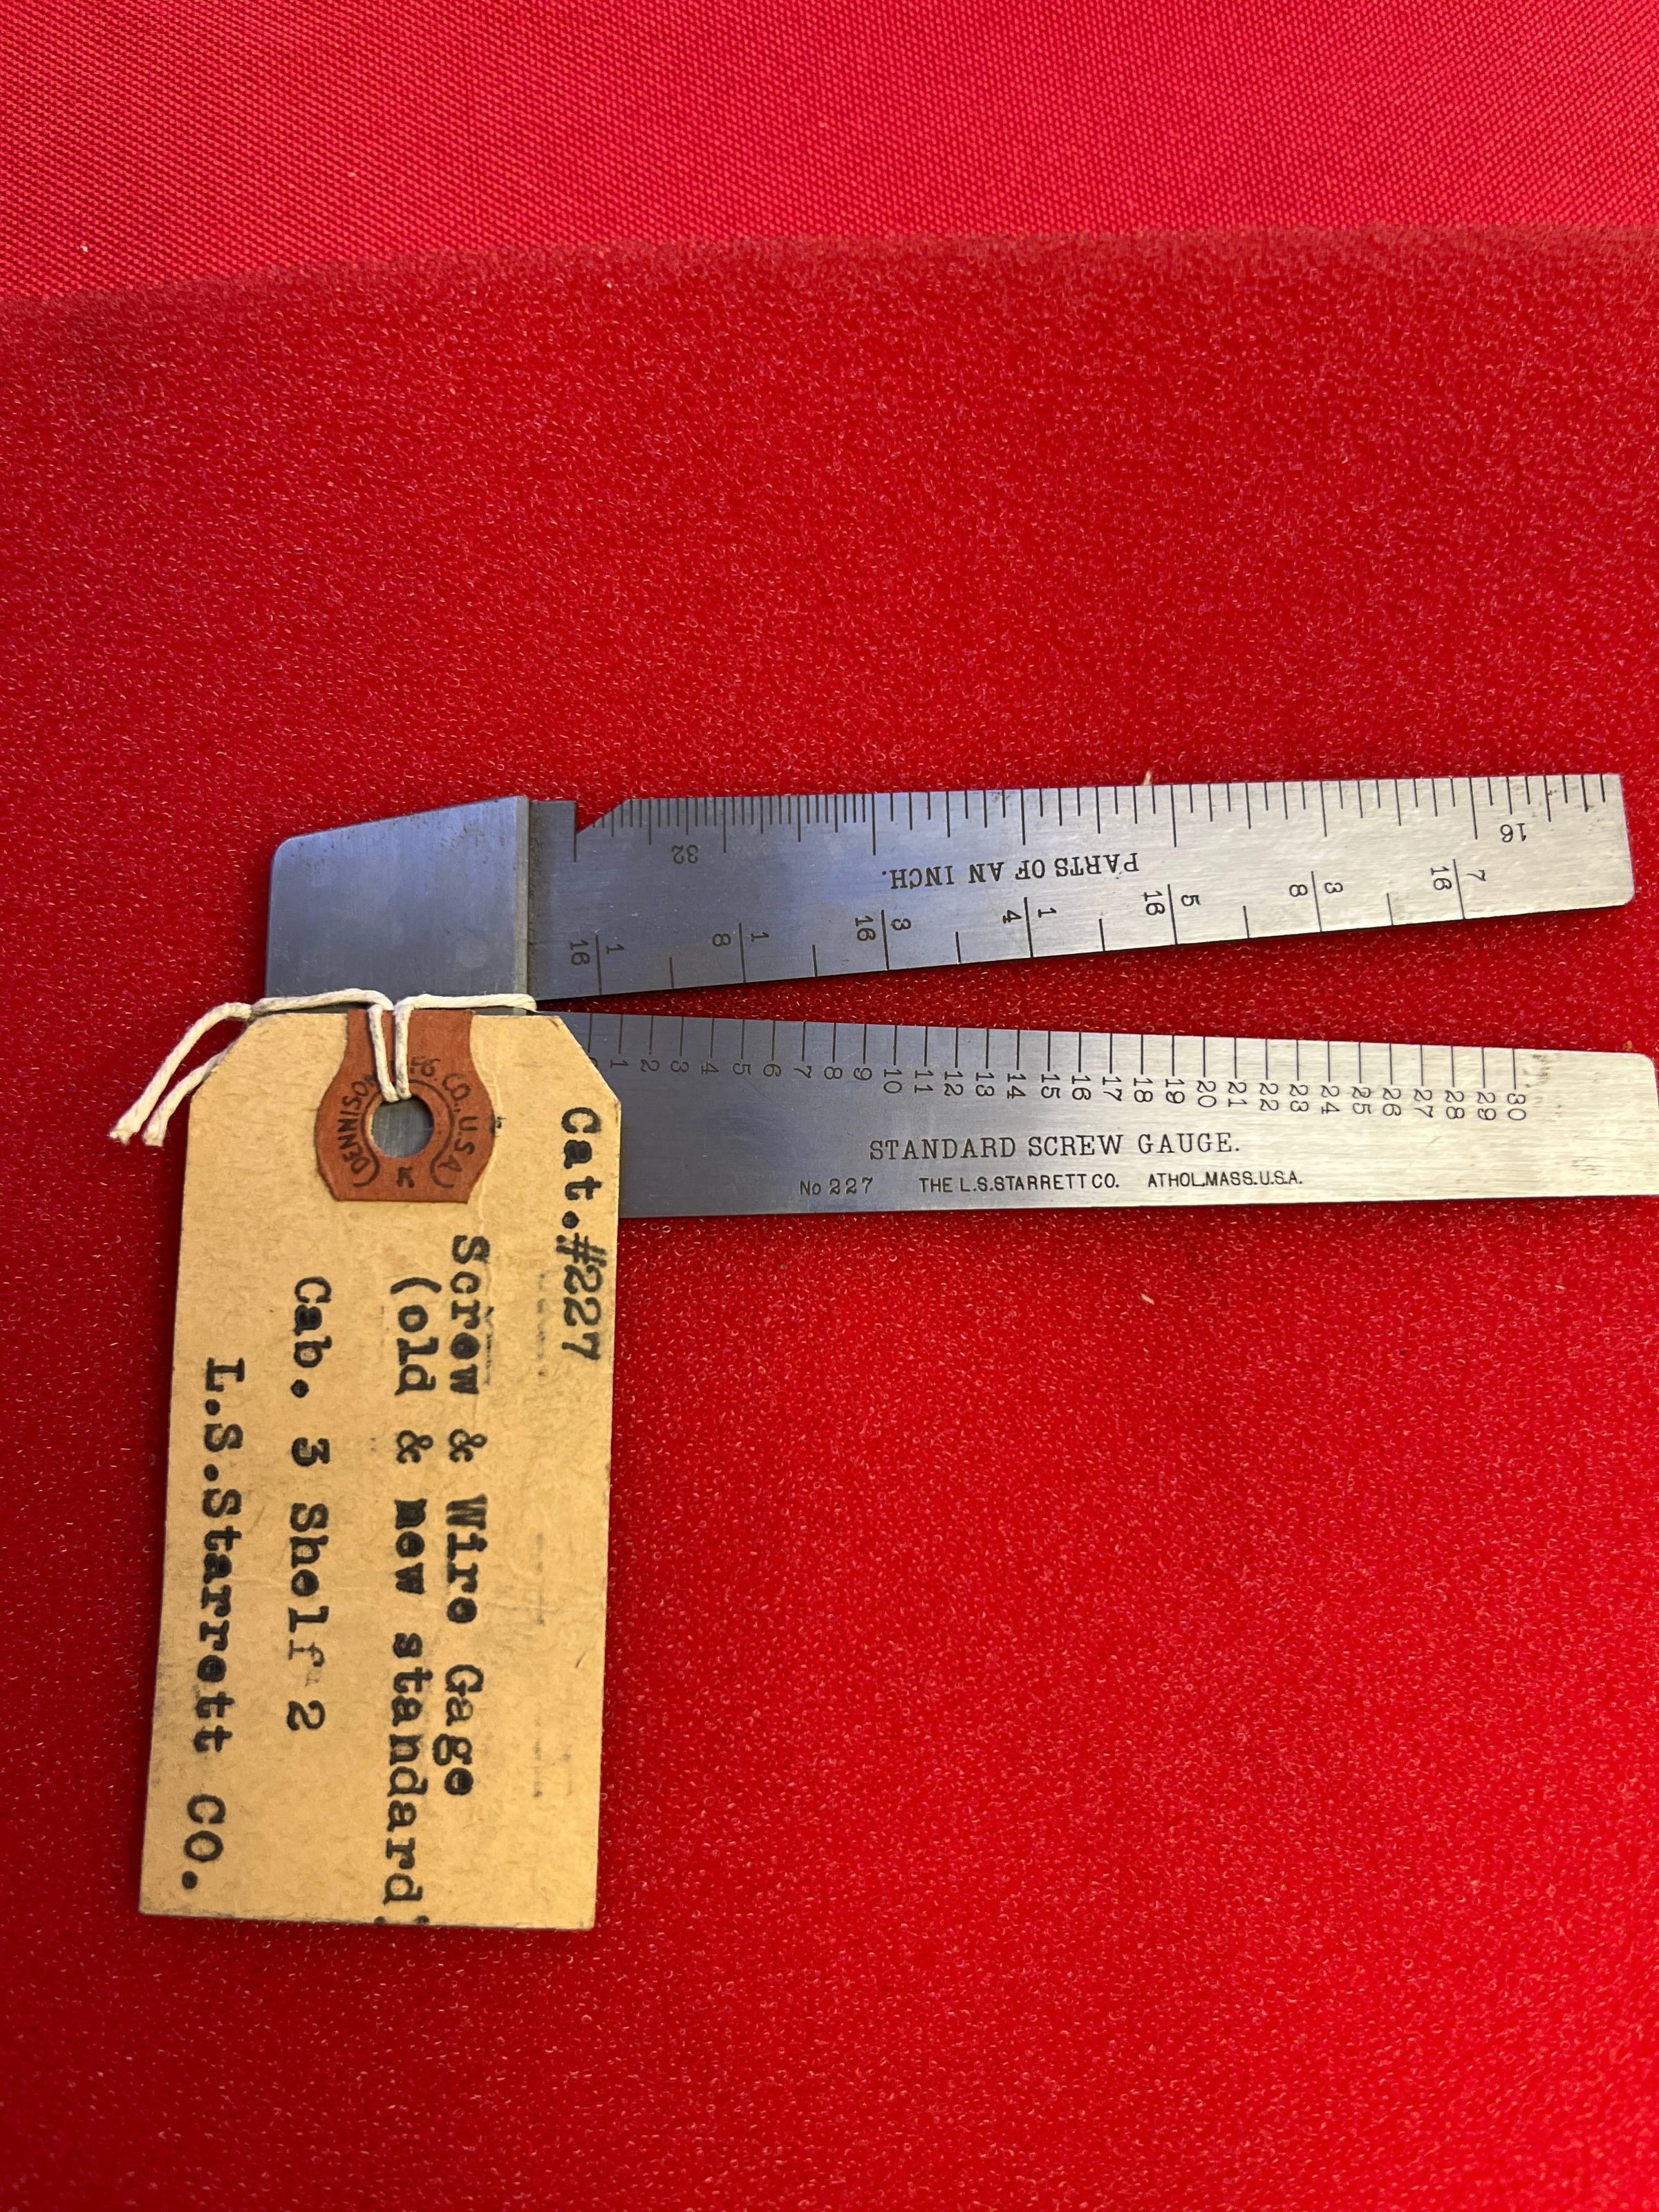 32
16
PARTS OF AN INCH.
1
16
1
8
3
16
1
4
5
16
3
8
7
16
1 2 3 4 5 6 7 8 9 10 11 12 13 14 15 16 17 18 19 20 21 22 23 24 25 26 27 28 29 30
STANDARD SCREW GAUGE.
No 227 THE L.S.STARRETT CO. ATHOL,MASS.U.S.A.
DENNISON CO., U.S.A.
K
Cat.#227
Screw & Wire Gage
(old & new standard
Cab. 3 Shelf 2
L.S.Starrett CO.